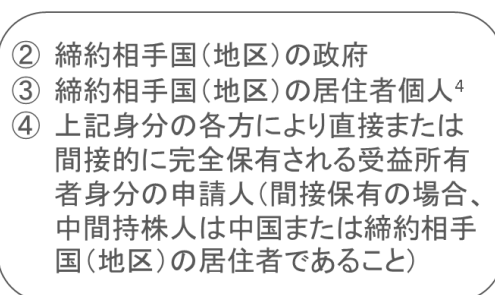 ② 締約相手国(地区)の政府
③ 締約相手国(地区)の居住者個人4
④ 上記身分の各方により直接または
間接的に完全保有される受益所有
者身分の申請人(間接保有の場合、
中間持株人は中国または締約相手
国(地区)の居住者であること)